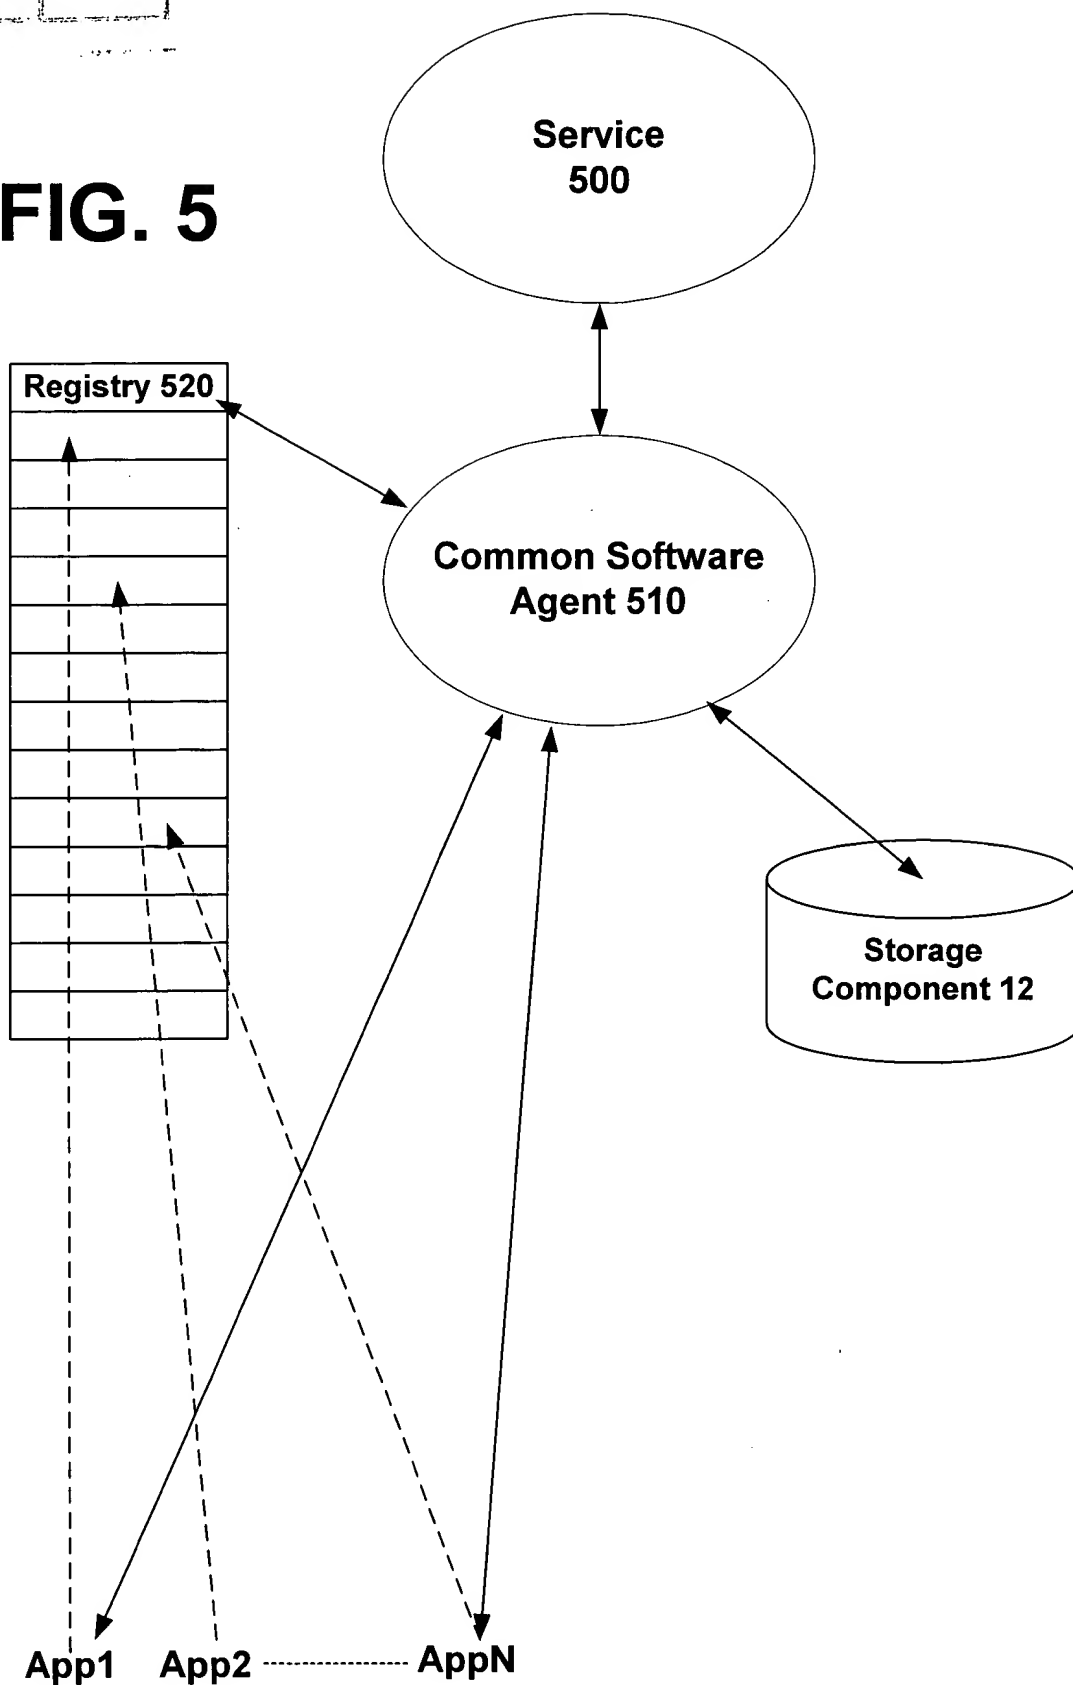 FIG. 5
Service
500
Registry 520
Common Software
Agent 510
Storage
Component 12
App1 App2 AppN